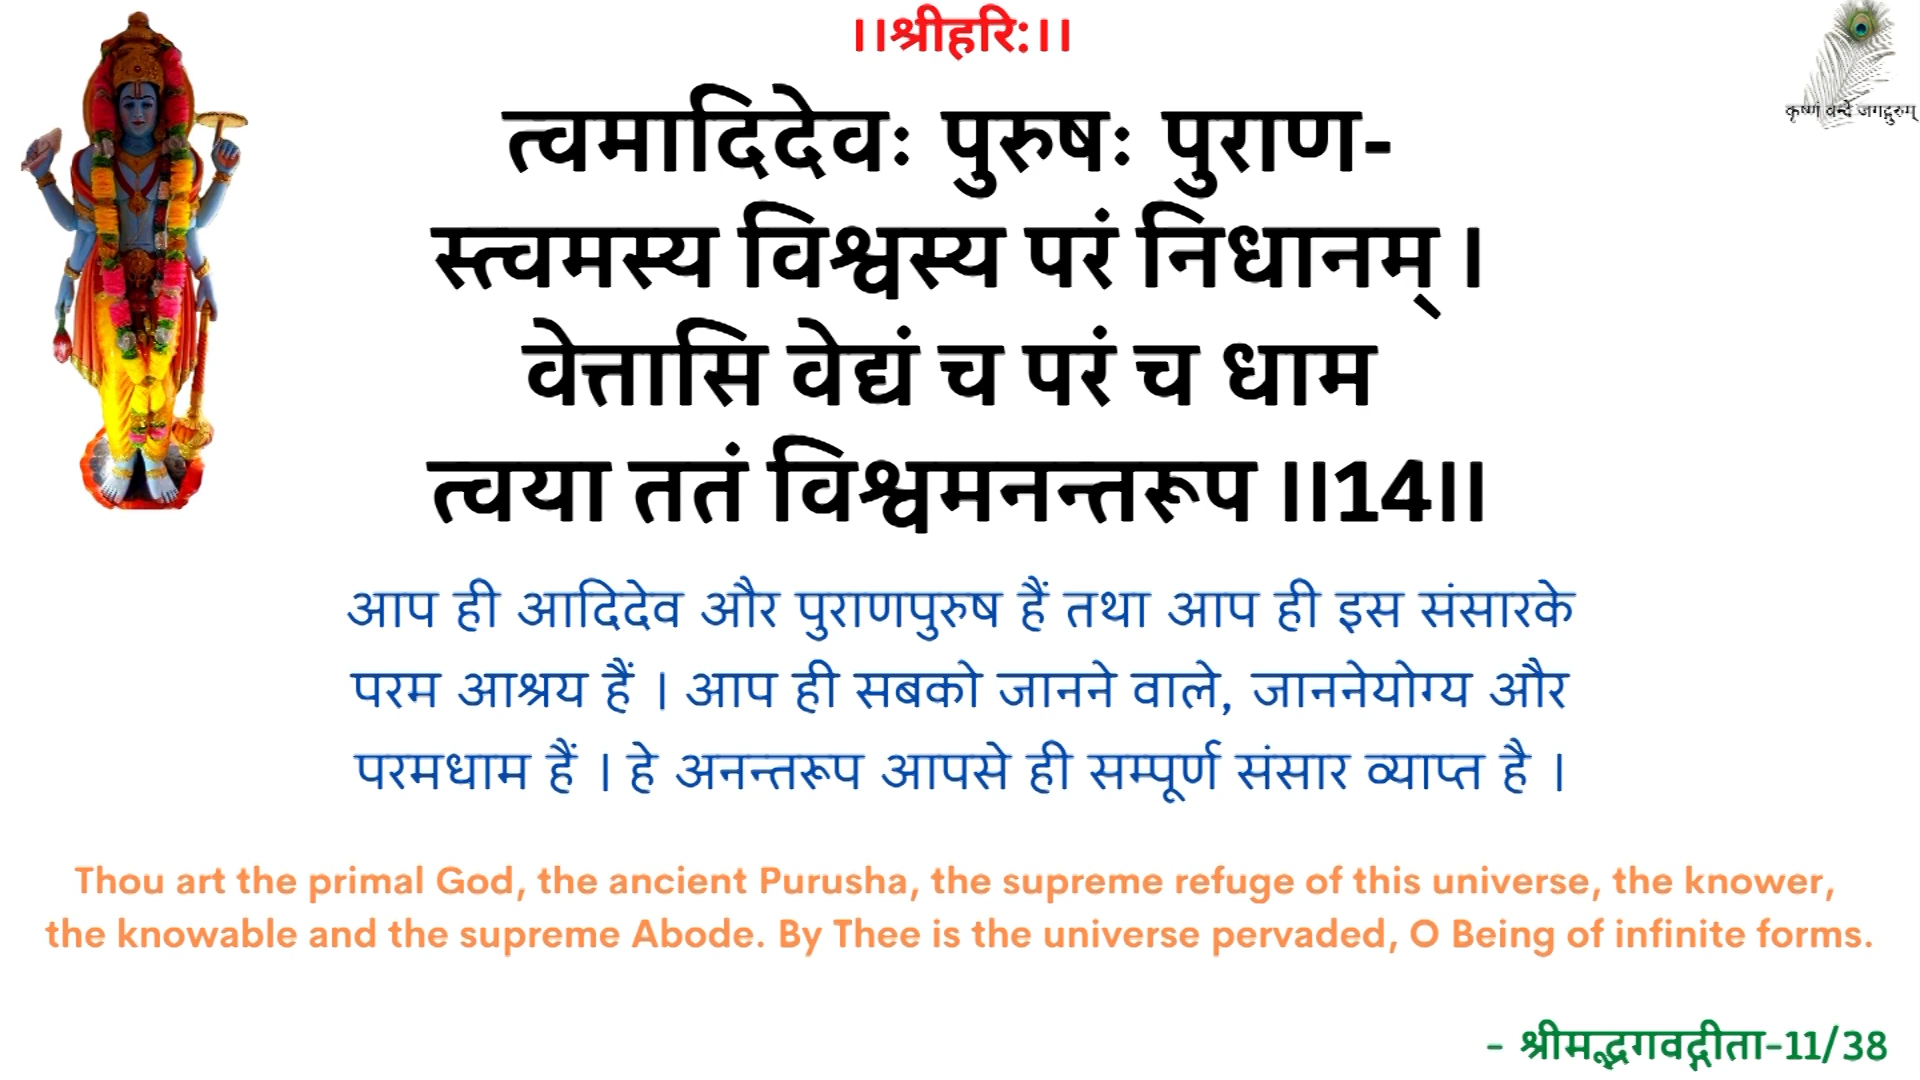 ।।श्रीहरि:।।
कृष्णं वन्दे जगद्गुरुम्
त्वमादिदेवः पुरुषः पुराण-
स्त्वमस्य विश्वस्य परं निधानम् ।
वेत्तासि वेद्यं च परं च धाम
त्वया ततं विश्वमनन्तरूप ।।14।।
आप ही आदिदेव और पुराणपुरुष हैं तथा आप ही इस संसारके
परम आश्रय हैं । आप ही सबको जानने वाले, जाननेयोग्य और
परमधाम हैं । हे अनन्तरूप आपसे ही सम्पूर्ण संसार व्याप्त है ।
Thou art the primal God, the ancient Purusha, the supreme refuge of this universe, the knower,
the knowable and the supreme Abode. By Thee is the universe pervaded, O Being of infinite forms.
- श्रीमद्भगवद्गीता-11/38